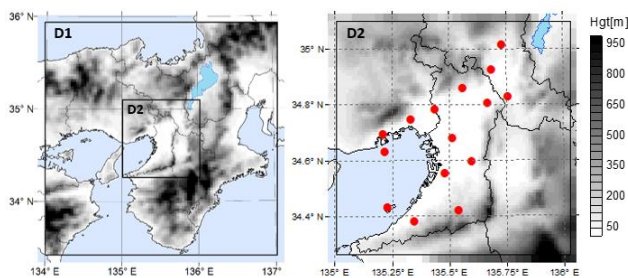 D1
D2
36° N
35° N
34° N
134° E
135° E
136° E
137° E
D2
35° N
34.8° N
34.6° N
34.4° N
135° E
135.25° E
135.5° E
135.75° E
136° E
Hgt[m]
950
800
650
500
350
200
50